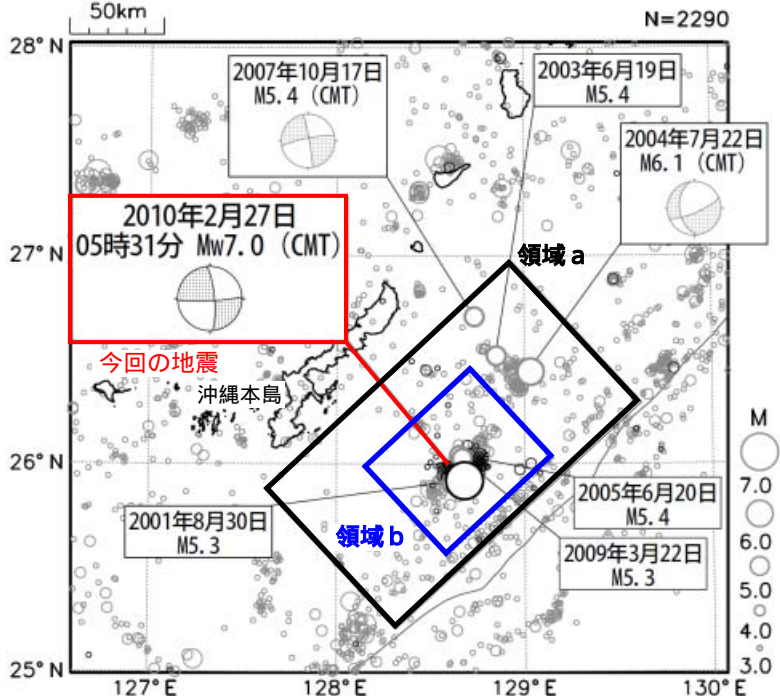 50km
N=2290
28°N
2007年10月17日
M5.4 (CMT)
2003年6月19日
M5.4
2004年7月22日
M6.1 (CMT)
2010年2月27日
05時31分 Mw7.0 (CMT)
27°N
領域a
今回の地震
沖縄本島
M
7.0
6.0
5.0
4.0
3.0
26°N
領域b
2001年8月30日
M5.3
2005年6月20日
M5.4
2009年3月22日
M5.3
25°N
127°E
128°E
129°E
130°E